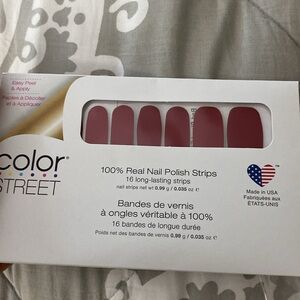 Easy Peel
& Apply
Faciles à Décoller
et à Appliquer
color
STREET
100% Real Nail Polish Strips
16 long-lasting strips
nail strips net wt 0.99 g / 0.035 oz ℮
Bandes de vernis
à ongles véritable à 100%
16 bandes de longue durée
Poids net des bandes de vernis 0.99 g / 0.035 oz ℮
Made in USA
Fabriquées aux
ÉTATS-UNIS